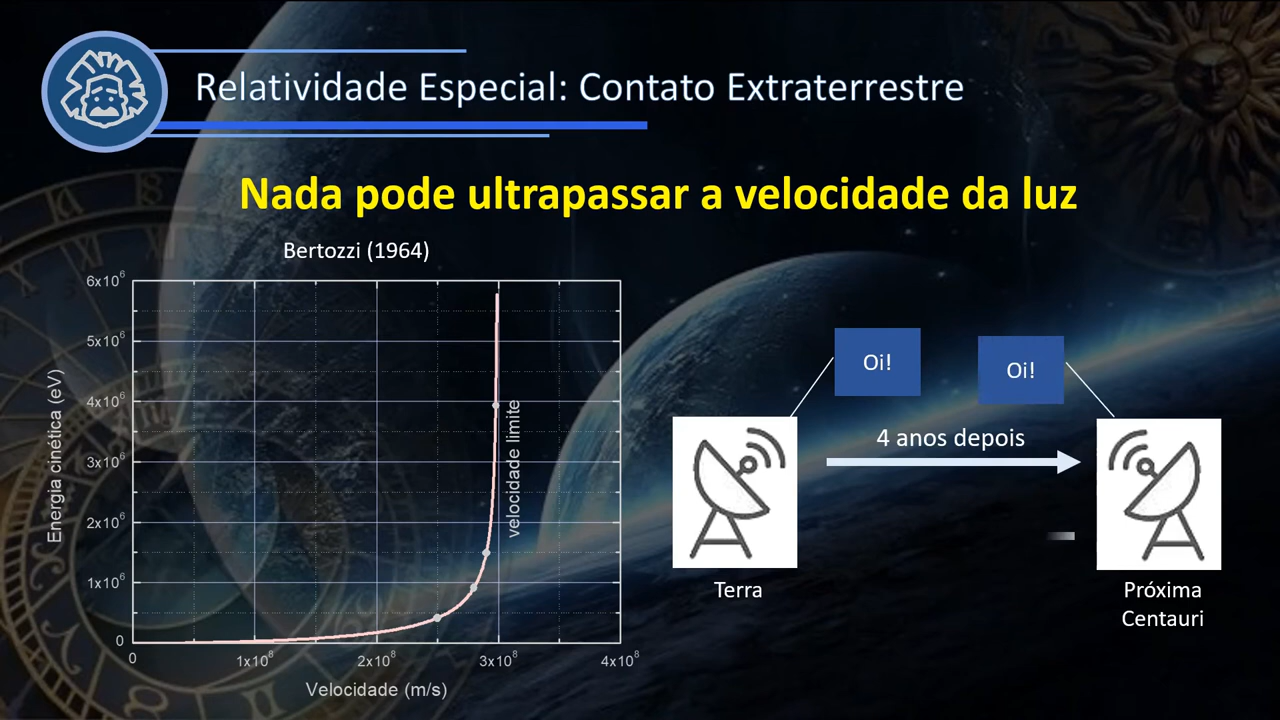 Relatividade Especial: Contato Extraterrestre
Nada pode ultrapassar a velocidade da luz
Bertozzi (1964)
6x10⁶
5x10⁶
4x10⁶
3x10⁶
2x10⁶
1x10⁶
0
Energia cinética (eV)
velocidade limite
0
1x10⁸
2x10⁸
3x10⁸
4x10⁸
Velocidade (m/s)
Oi!
Oi!
4 anos depois
Terra
Próxima
Centauri